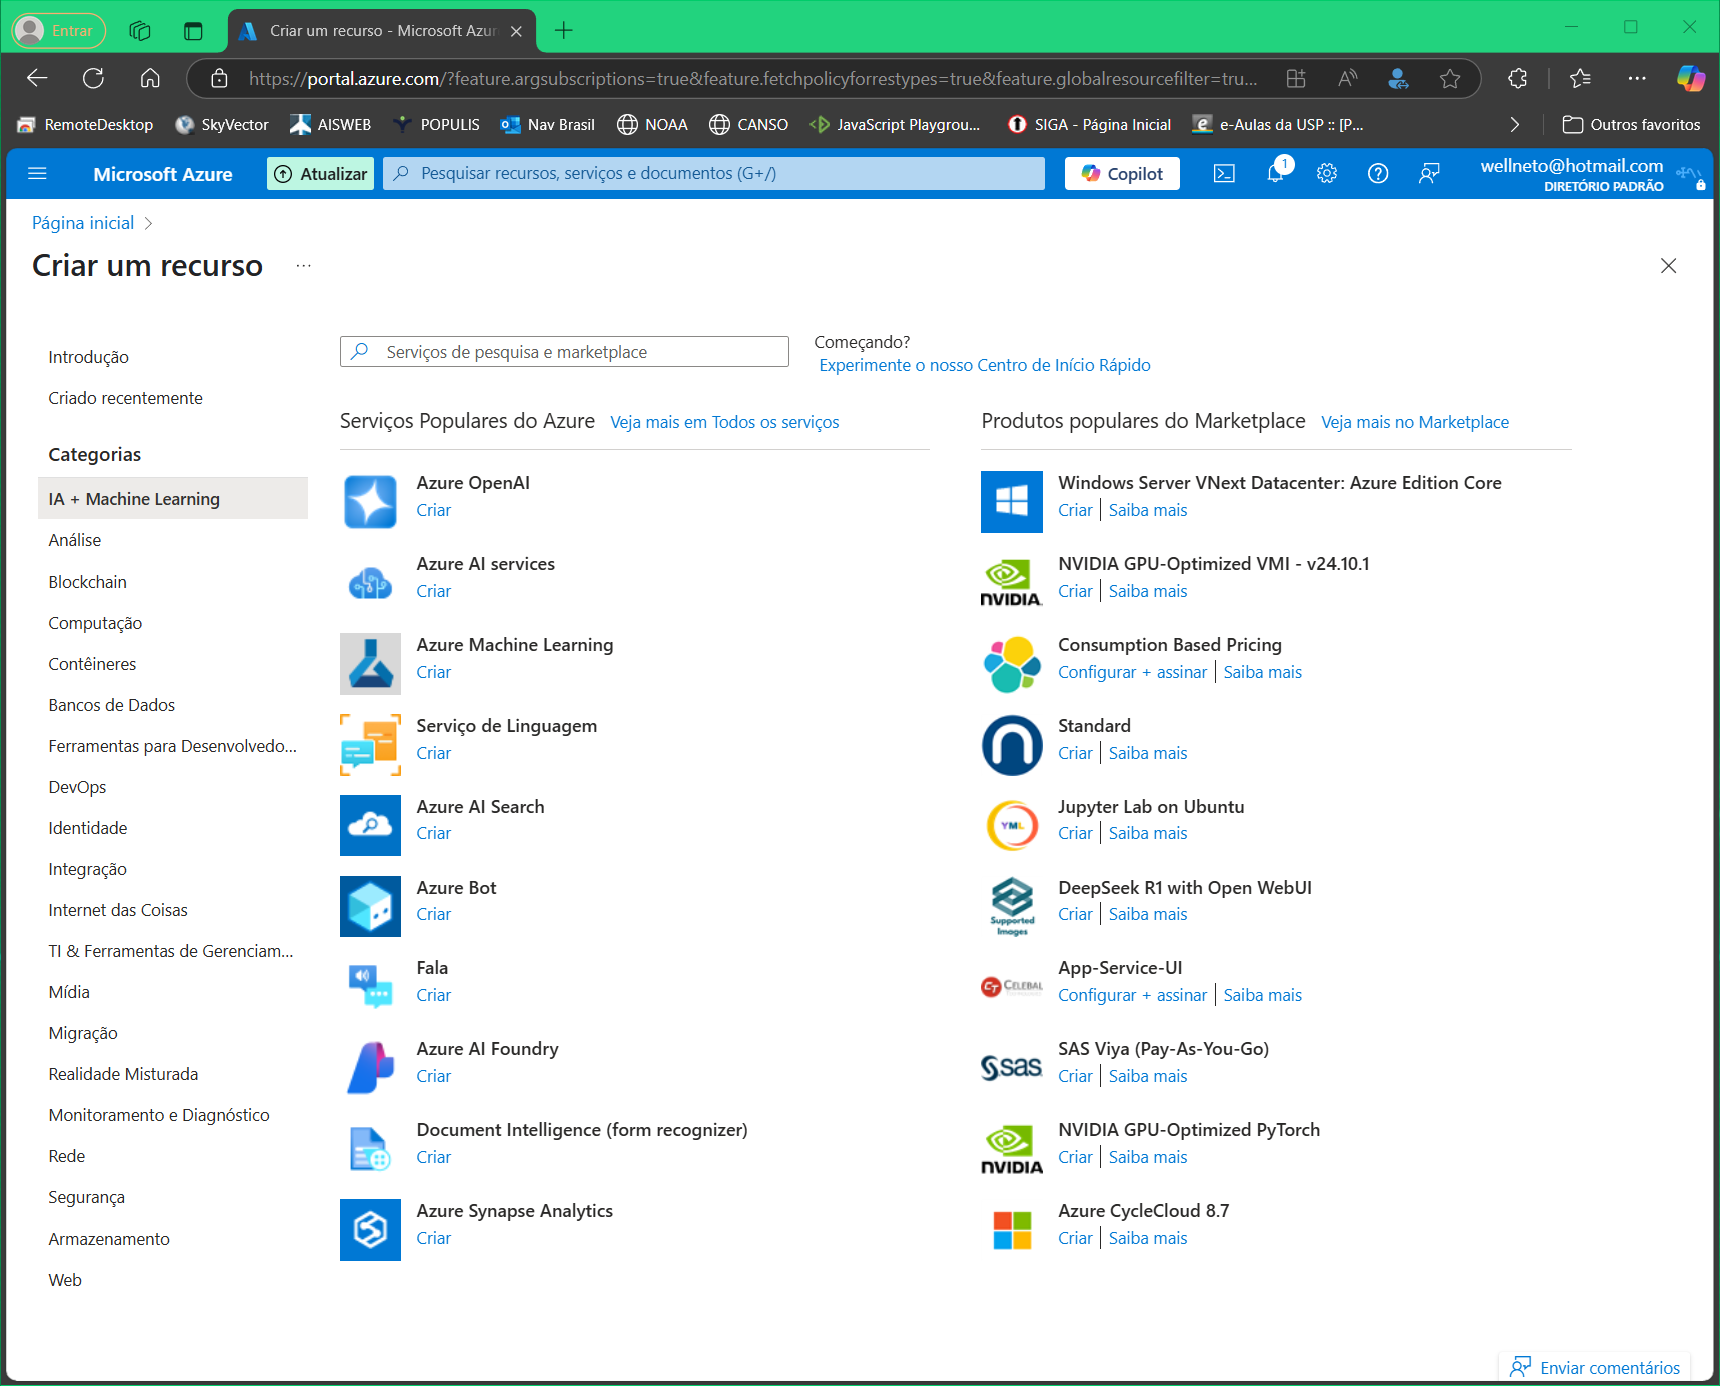 Entrar
Criar um recurso - Microsoft Azur
https://portal.azure.com/?feature.argsubscriptions=true&feature.fetchpolicyforrestypes=true&feature.globalresourcefilter=tru...
RemoteDesktop
SkyVector
AISWEB
POPULIS
Nav Brasil
NOAA
CANSO
JavaScript Playgrou...
SIGA - Página Inicial
e-Aulas da USP :: [P...
Outros favoritos
Microsoft Azure
Atualizar
Pesquisar recursos, serviços e documentos (G+/)
Copilot
1
wellneto@hotmail.com
DIRETÓRIO PADRÃO
Página inicial
Criar um recurso
Introdução
Criado recentemente
Categorias
IA + Machine Learning
Análise
Blockchain
Computação
Contêineres
Bancos de Dados
Ferramentas para Desenvolvedo...
DevOps
Identidade
Integração
Internet das Coisas
TI & Ferramentas de Gerenciam...
Mídia
Migração
Realidade Misturada
Monitoramento e Diagnóstico
Rede
Segurança
Armazenamento
Web
Serviços de pesquisa e marketplace
Começando?
Experimente o nosso Centro de Início Rápido
Serviços Populares do Azure Veja mais em Todos os serviços
Azure OpenAI
Criar
Azure AI services
Criar
Azure Machine Learning
Criar
Serviço de Linguagem
Criar
Azure AI Search
Criar
Azure Bot
Criar
Fala
Criar
Azure AI Foundry
Criar
Document Intelligence (form recognizer)
Criar
Azure Synapse Analytics
Criar
Produtos populares do Marketplace Veja mais no Marketplace
Windows Server VNext Datacenter: Azure Edition Core
Criar | Saiba mais
NVIDIA
NVIDIA GPU-Optimized VMI - v24.10.1
Criar | Saiba mais
Consumption Based Pricing
Configurar + assinar | Saiba mais
Standard
Criar | Saiba mais
YML
Jupyter Lab on Ubuntu
Criar | Saiba mais
Supported
Images
DeepSeek R1 with Open WebUI
Criar | Saiba mais
CT CELEBAL
App-Service-UI
Configurar + assinar | Saiba mais
sas
SAS Viya (Pay-As-You-Go)
Criar | Saiba mais
NVIDIA
NVIDIA GPU-Optimized PyTorch
Criar | Saiba mais
Azure CycleCloud 8.7
Criar | Saiba mais
Enviar comentários